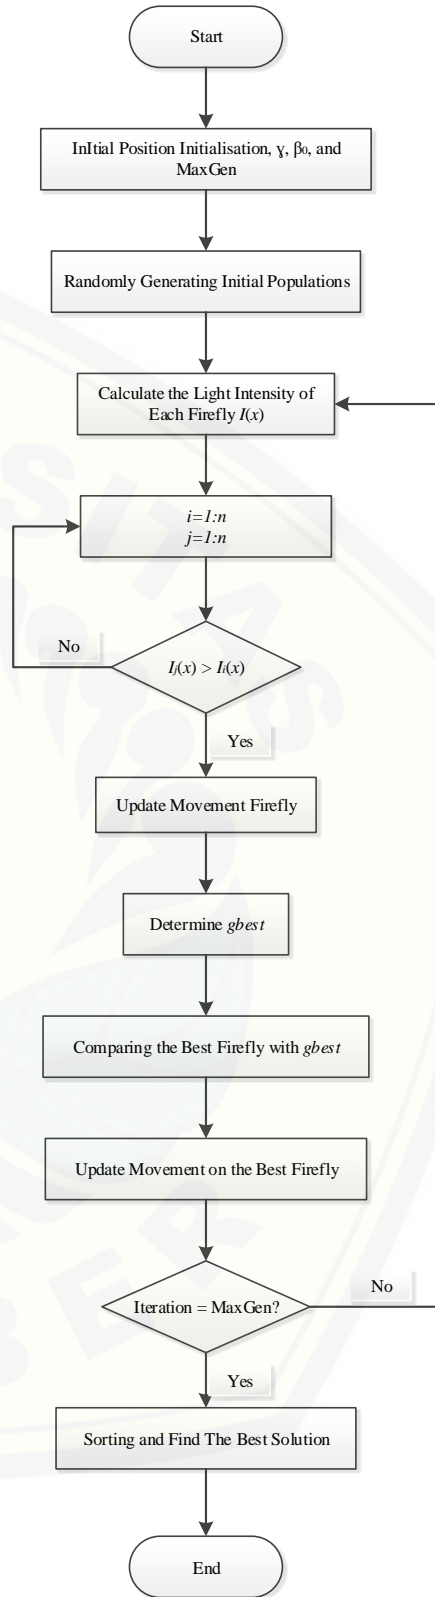 Start
InItial Position Initialisation, ɣ, β₀, and
MaxGen
Randomly Generating Initial Populations
Calculate the Light Intensity of
Each Firefly I(x)
i=1:n
j=1:n
No
Iⱼ(x) > Iᵢ(x)
Yes
Update Movement Firefly
Determine gbest
Comparing the Best Firefly with gbest
Update Movement on the Best Firefly
No
Iteration = MaxGen?
Yes
Sorting and Find The Best Solution
End